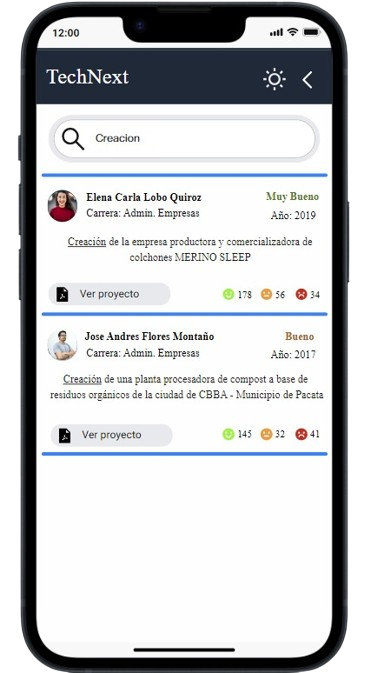 12:00
TechNext
Creacion
Elena Carla Lobo Quiroz
Muy Bueno
Carrera: Admin. Empresas
Año: 2019
Creación de la empresa productora y comercializadora de
colchones MERINO SLEEP
Ver proyecto
178
56
34
Jose Andres Flores Montaño
Bueno
Carrera: Admin. Empresas
Año: 2017
Creación de una planta procesadora de compost a base de
residuos orgánicos de la ciudad de CBBA - Municipio de Pacata
Ver proyecto
145
32
41